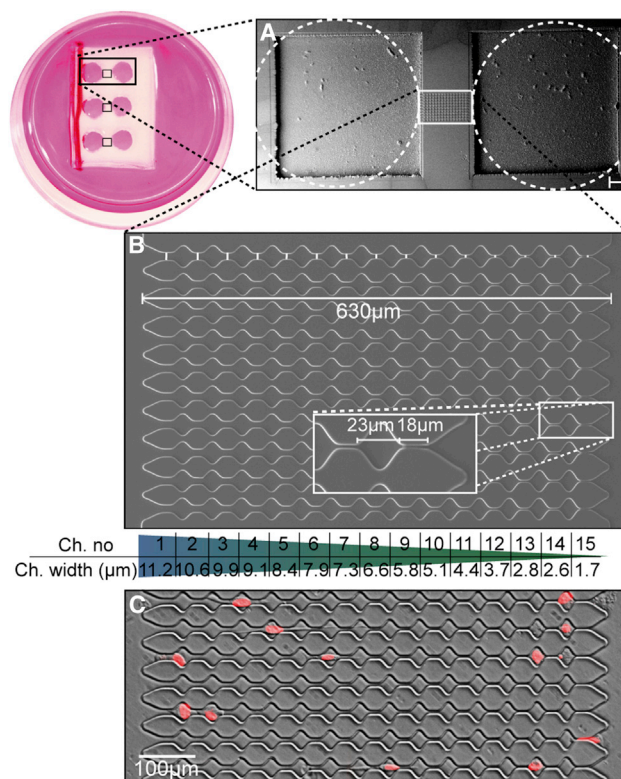 A
B
630µm
23µm 18µm
Ch. no 1 2 3 4 5 6 7 8 9 10 11 12 13 14 15
Ch. width (µm) 11.2 10.6 9.9 9.1 8.4 7.9 7.3 6.6 5.8 5.1 4.4 3.7 2.8 2.6 1.7
C
100µm